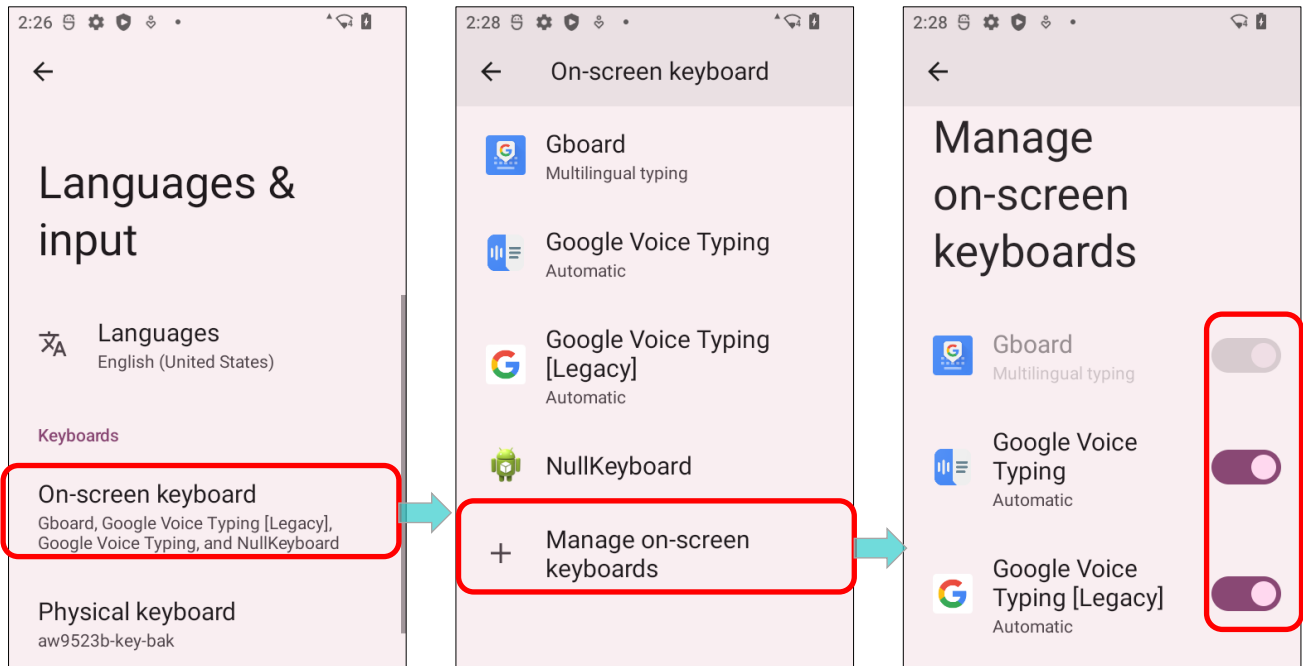 2:26
Languages &
input
Languages
English (United States)
Keyboards
On-screen keyboard
Gboard, Google Voice Typing [Legacy],
Google Voice Typing, and NullKeyboard
Physical keyboard
aw9523b-key-bak
2:28
On-screen keyboard
Gboard
Multilingual typing
Google Voice Typing
Automatic
Google Voice Typing
[Legacy]
Automatic
NullKeyboard
Manage on-screen
keyboards
2:28
Manage
on-screen
keyboards
Gboard
Multilingual typing
Google Voice
Typing
Automatic
Google Voice
Typing [Legacy]
Automatic